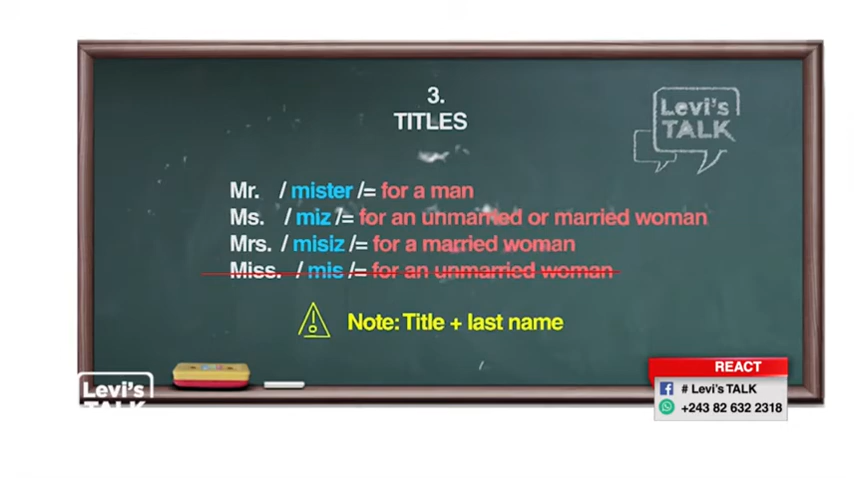 3.
TITLES
Levi's
TALK
Mr. / mister /= for a man
Ms. / miz /= for an unmarried or married woman
Mrs. / misiz /= for a married woman
Miss. / mis /= for an unmarried woman
Note: Title + last name
Levi's
TALK
REACT
# Levi's TALK
+243 82 632 2318